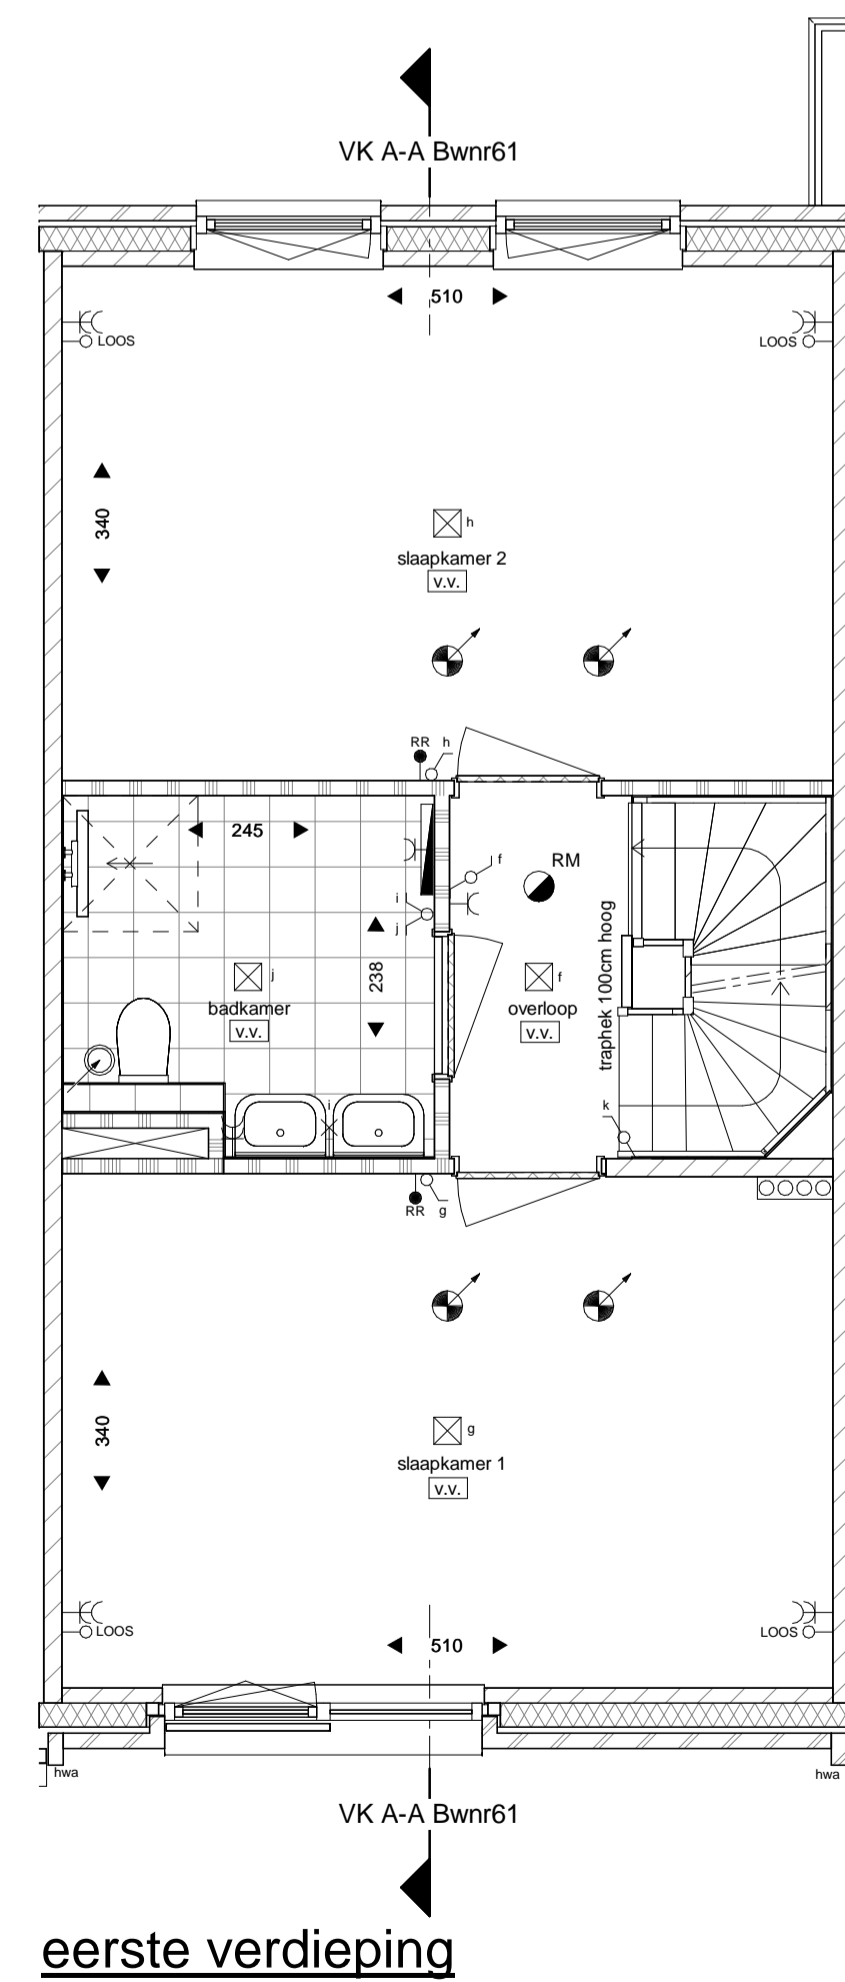 VK A-A Bwnr61
510
LOOS
LOOS
340
h
slaapkamer 2
v.v.
RR h
245
f
RM
i
j
traphek 100cm hoog
238
j
f
badkamer
overloop
v.v.
v.v.
i
k
RR g
340
g
slaapkamer 1
v.v.
LOOS
LOOS
510
hwa
hwa
VK A-A Bwnr61
eerste verdieping